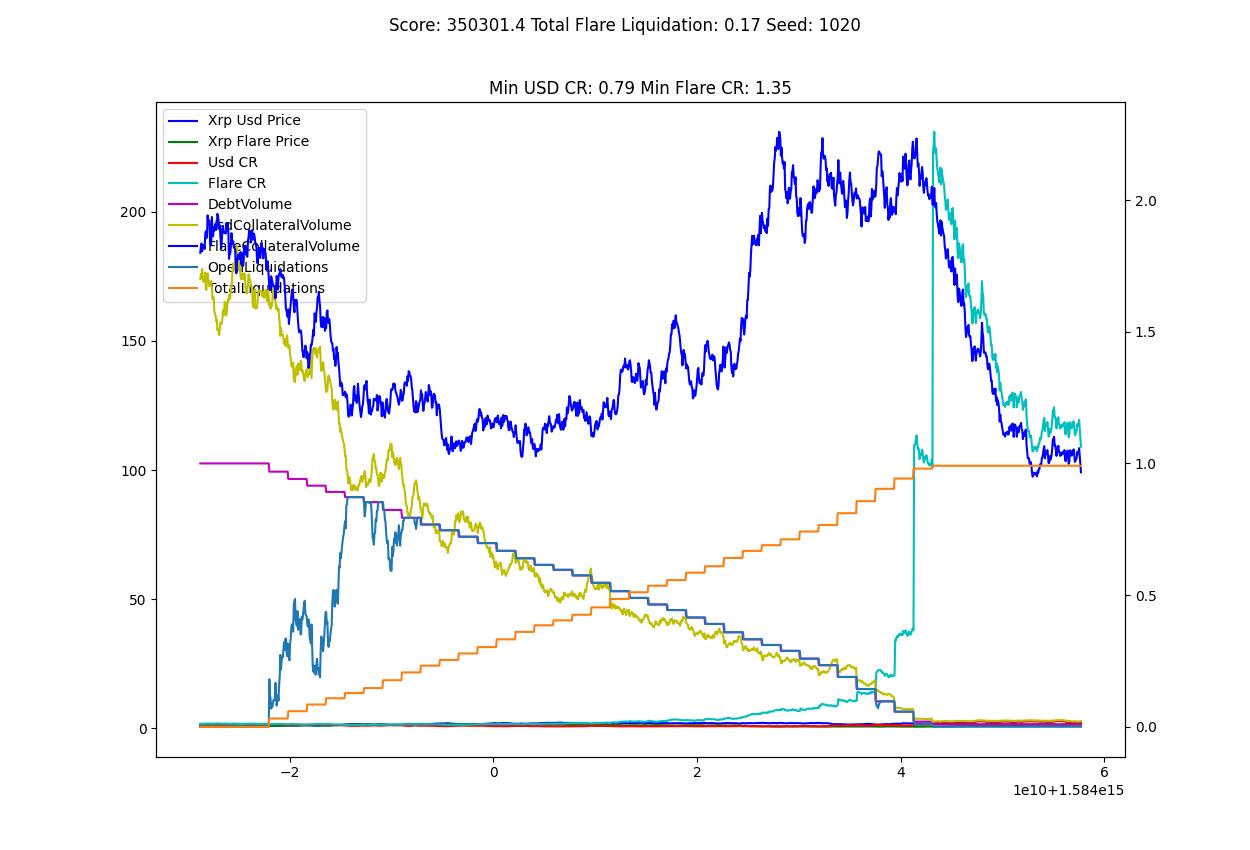 Score: 350301.4 Total Flare Liquidation: 0.17 Seed: 1020
Min USD CR: 0.79 Min Flare CR: 1.35
Xrp Usd Price
Xrp Flare Price
Usd CR
Flare CR
DebtVolume
UsdCollateralVolume
FlareCollateralVolume
OpenLiquidations
TotalLiquidations
200
150
100
50
0
2.0
1.5
1.0
0.5
0.0
−2
0
2
4
6
1e10+1.584e15